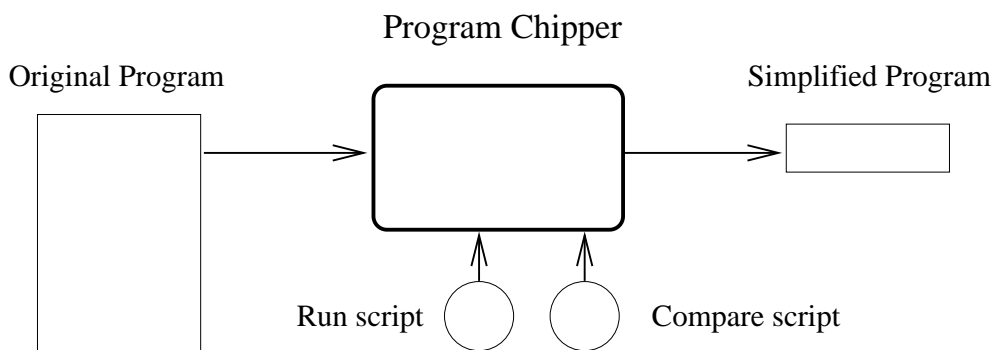 Program Chipper
Original Program
Simplified Program
Run script
Compare script